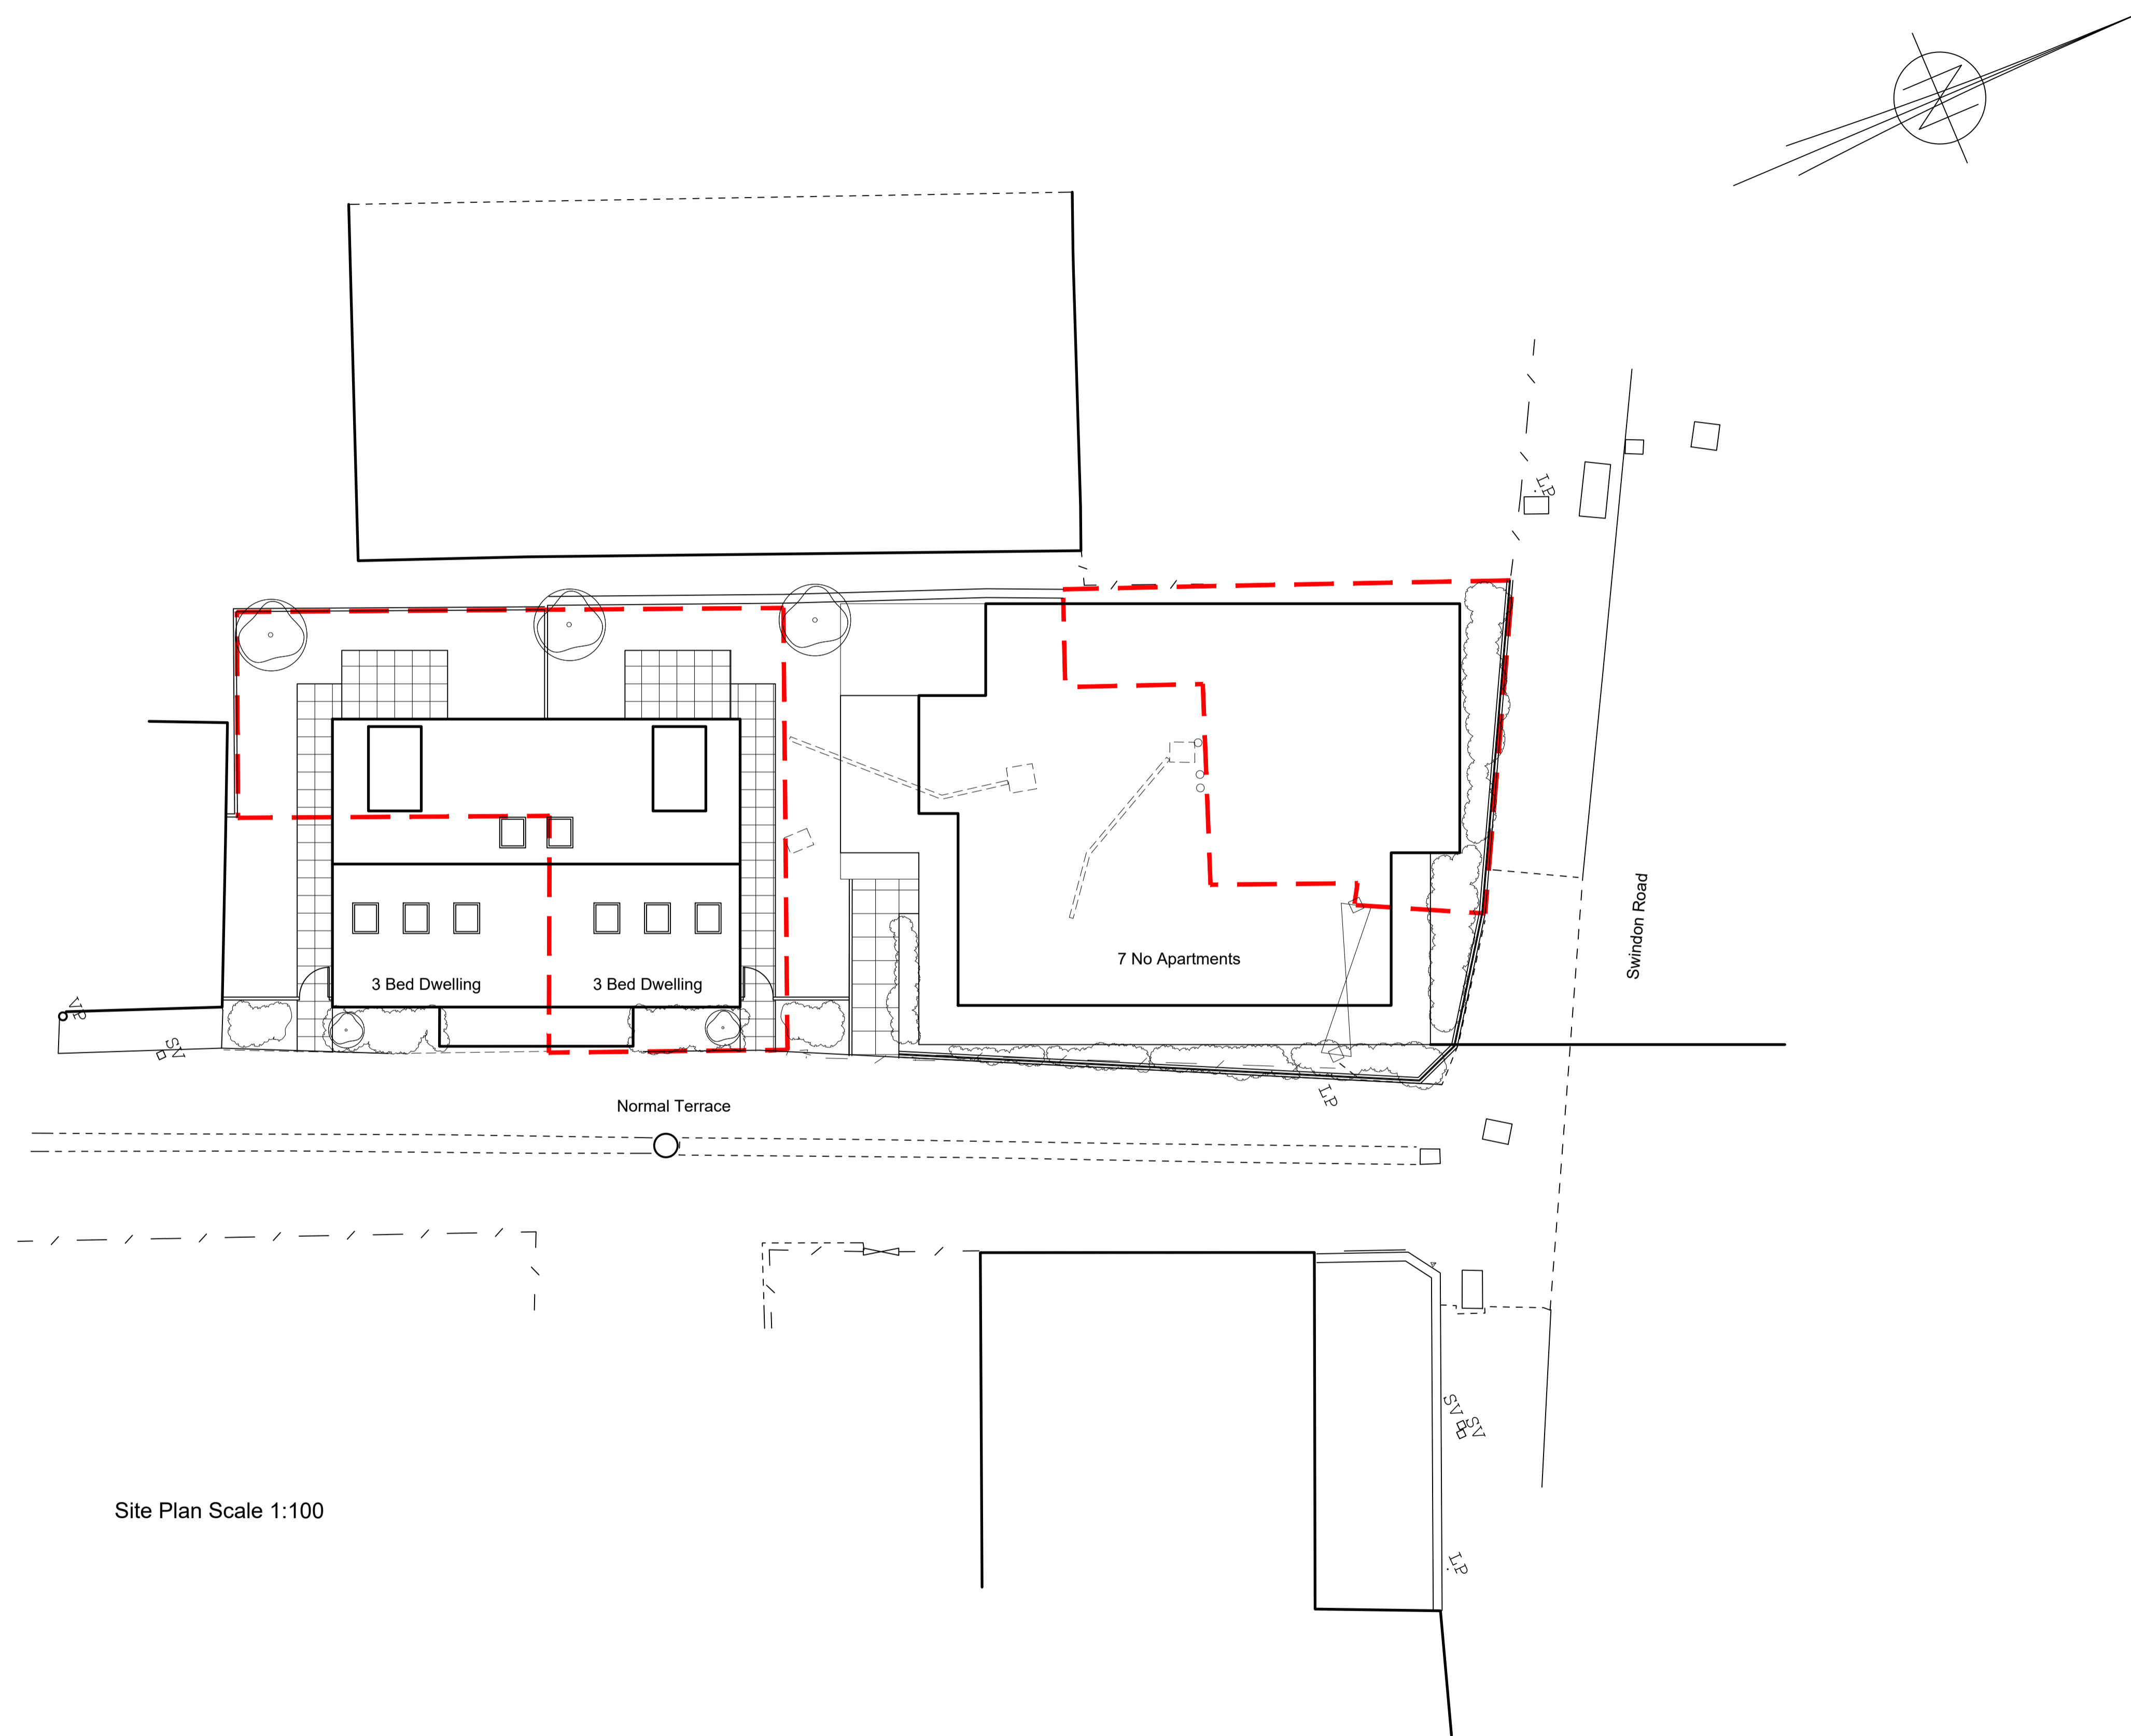 LP
Swindon Road
7 No Apartments
3 Bed Dwelling
3 Bed Dwelling
VP
SV
LP
Normal Terrace
SV
SV
Site Plan Scale 1:100
LP